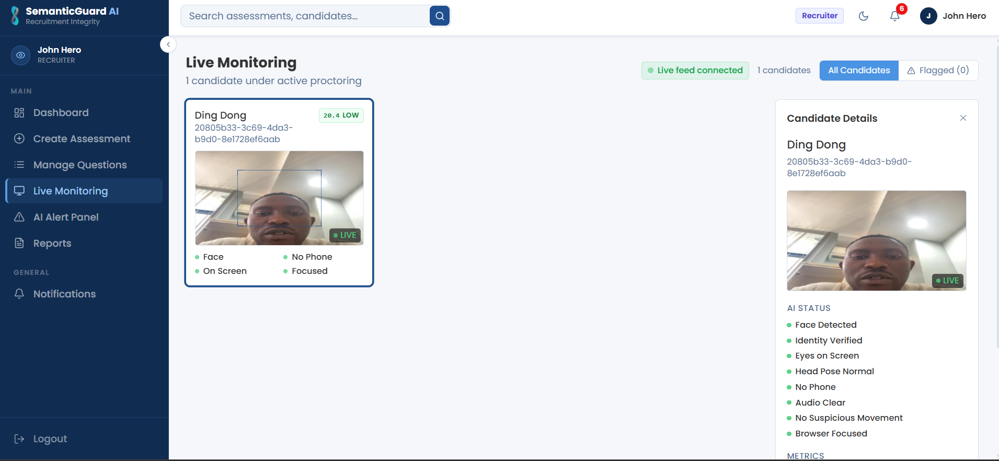 SemanticGuard AI
Recruitment Integrity
John Hero
RECRUITER
MAIN
Dashboard
Create Assessment
Manage Questions
Live Monitoring
AI Alert Panel
Reports
GENERAL
Notifications
Logout
Search assessments, candidates...
Recruiter
6
J
John Hero
Live Monitoring
1 candidate under active proctoring
Live feed connected
1 candidates
All Candidates
Flagged (0)
Ding Dong
20.4 LOW
20805b33-3c69-4da3-
b9d0-8e1728ef6aab
LIVE
Face
No Phone
On Screen
Focused
Candidate Details
Ding Dong
20805b33-3c69-4da3-b9d0-
8e1728ef6aab
LIVE
AI STATUS
Face Detected
Identity Verified
Eyes on Screen
Head Pose Normal
No Phone
Audio Clear
No Suspicious Movement
Browser Focused
METRICS